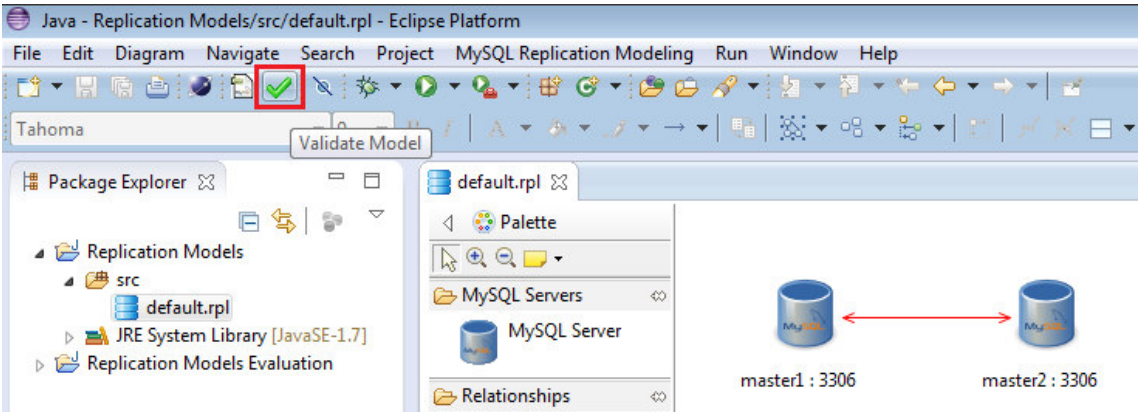 Java - Replication Models/src/default.rpl - Eclipse Platform
File Edit Diagram Navigate Search Project MySQL Replication Modeling Run Window Help
Tahoma
Validate Model
Package Explorer
default.rpl
Palette
Replication Models
src
default.rpl
JRE System Library [JavaSE-1.7]
Replication Models Evaluation
MySQL Servers
MySQL Server
Relationships
MySQL
master1 : 3306
master2 : 3306